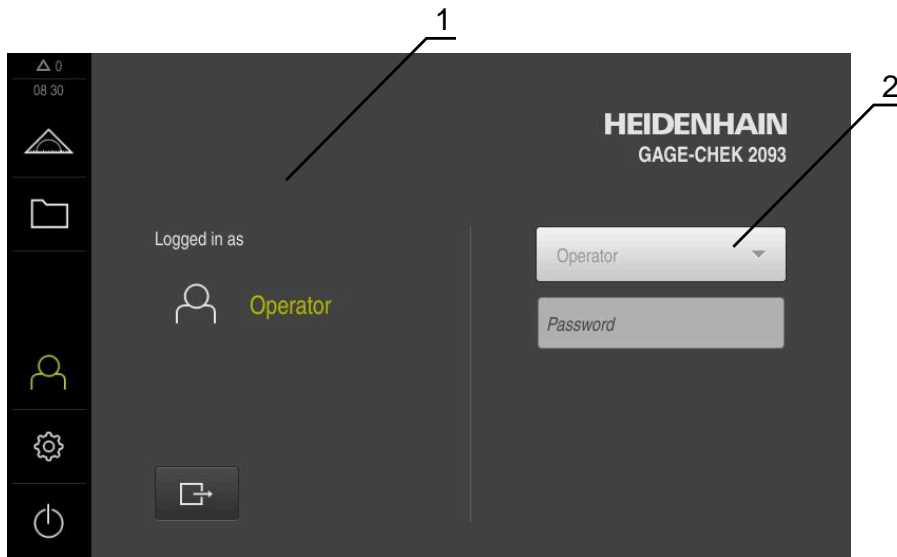 1
0
08 30
2
HEIDENHAIN
GAGE-CHEK 2093
Logged in as
Operator
Operator
Password